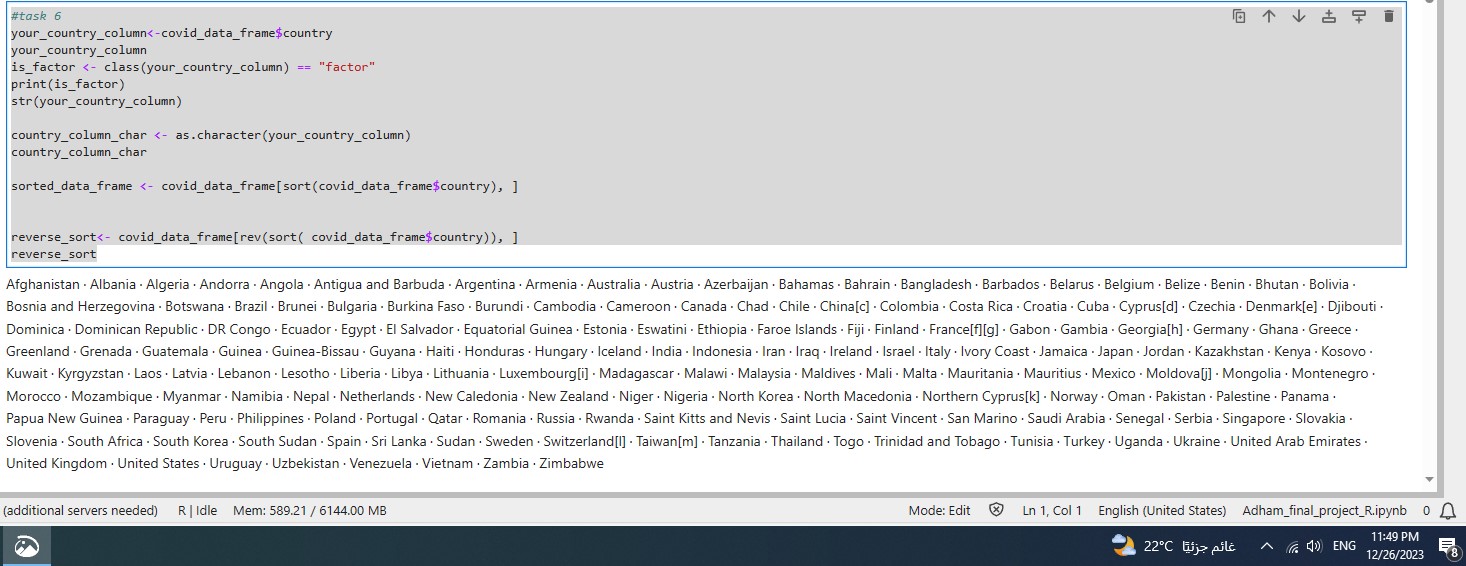 #task 6
your_country_column<-covid_data_frame$country
your_country_column
is_factor <- class(your_country_column) == "factor"
print(is_factor)
str(your_country_column)
country_column_char <- as.character(your_country_column)
country_column_char
sorted_data_frame <- covid_data_frame[sort(covid_data_frame$country), ]
reverse_sort<- covid_data_frame[rev(sort( covid_data_frame$country)), ]
reverse_sort
Afghanistan · Albania · Algeria · Andorra · Angola · Antigua and Barbuda · Argentina · Armenia · Australia · Austria · Azerbaijan · Bahamas · Bahrain · Bangladesh · Barbados · Belarus · Belgium · Belize · Benin · Bhutan · Bolivia ·
Bosnia and Herzegovina · Botswana · Brazil · Brunei · Bulgaria · Burkina Faso · Burundi · Cambodia · Cameroon · Canada · Chad · Chile · China[c] · Colombia · Costa Rica · Croatia · Cuba · Cyprus[d] · Czechia · Denmark[e] · Djibouti ·
Dominica · Dominican Republic · DR Congo · Ecuador · Egypt · El Salvador · Equatorial Guinea · Estonia · Eswatini · Ethiopia · Faroe Islands · Fiji · Finland · France[f][g] · Gabon · Gambia · Georgia[h] · Germany · Ghana · Greece ·
Greenland · Grenada · Guatemala · Guinea · Guinea-Bissau · Guyana · Haiti · Honduras · Hungary · Iceland · India · Indonesia · Iran · Iraq · Ireland · Israel · Italy · Ivory Coast · Jamaica · Japan · Jordan · Kazakhstan · Kenya · Kosovo ·
Kuwait · Kyrgyzstan · Laos · Latvia · Lebanon · Lesotho · Liberia · Libya · Lithuania · Luxembourg[i] · Madagascar · Malawi · Malaysia · Maldives · Mali · Malta · Mauritania · Mauritius · Mexico · Moldova[j] · Mongolia · Montenegro ·
Morocco · Mozambique · Myanmar · Namibia · Nepal · Netherlands · New Caledonia · New Zealand · Niger · Nigeria · North Korea · North Macedonia · Northern Cyprus[k] · Norway · Oman · Pakistan · Palestine · Panama ·
Papua New Guinea · Paraguay · Peru · Philippines · Poland · Portugal · Qatar · Romania · Russia · Rwanda · Saint Kitts and Nevis · Saint Lucia · Saint Vincent · San Marino · Saudi Arabia · Senegal · Serbia · Singapore · Slovakia ·
Slovenia · South Africa · South Korea · South Sudan · Spain · Sri Lanka · Sudan · Sweden · Switzerland[l] · Taiwan[m] · Tanzania · Thailand · Togo · Trinidad and Tobago · Tunisia · Turkey · Uganda · Ukraine · United Arab Emirates ·
United Kingdom · United States · Uruguay · Uzbekistan · Venezuela · Vietnam · Zambia · Zimbabwe
(additional servers needed) R | Idle Mem: 589.21 / 6144.00 MB Mode: Edit Ln 1, Col 1 English (United States) Adham_final_project_R.ipynb 0
22°C غائم جزئيًا ENG 11:49 PM
12/26/2023 8